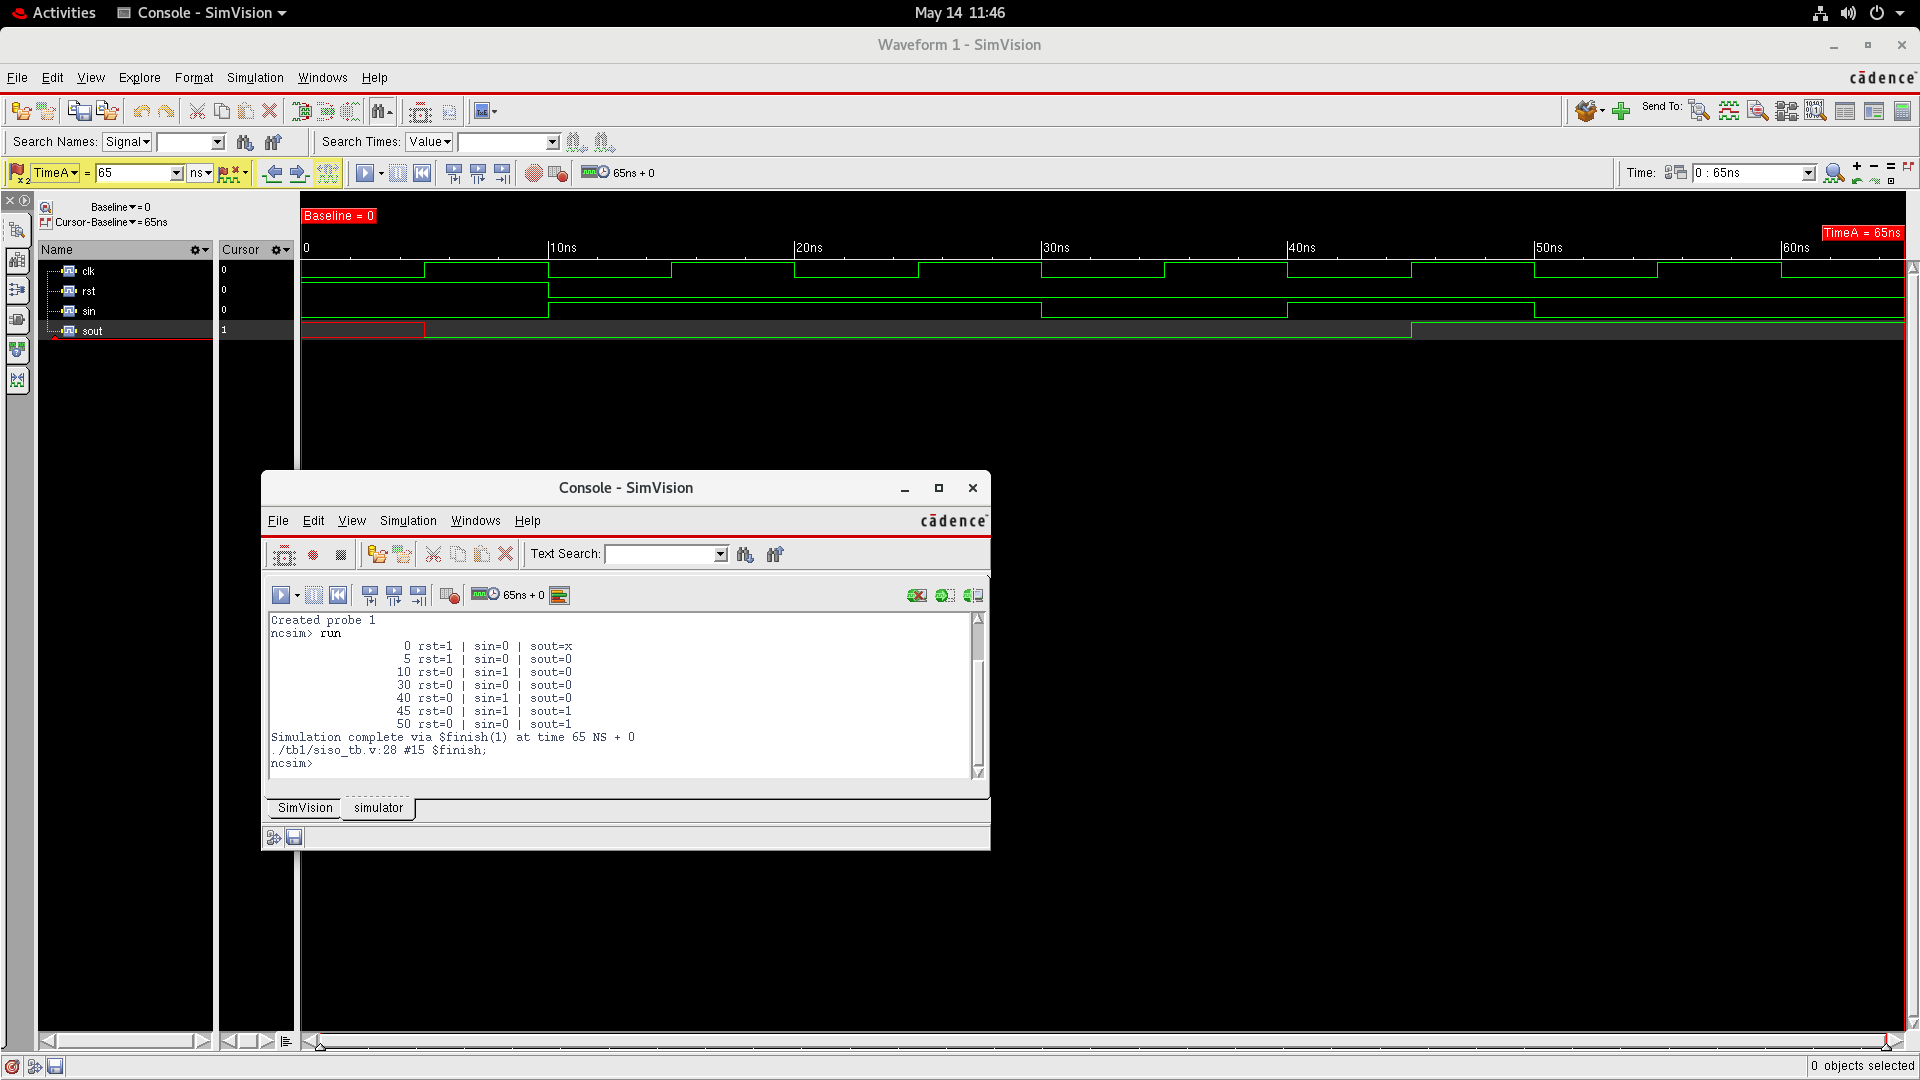 Activities Console - SimVision May 14 11:46
Waveform 1 - SimVision
File Edit View Explore Format Simulation Windows Help cādence
Send To:
Search Names: Signal Search Times: Value
TimeA = 65 ns 65ns + 0 Time: 0 : 65ns
Baseline = 0
Cursor-Baseline = 65ns
Baseline = 0
TimeA = 65ns
Name Cursor 0 10ns 20ns 30ns 40ns 50ns 60ns
clk 0
rst 0
sin 0
sout 1
Console - SimVision
File Edit View Simulation Windows Help cādence
Text Search:
65ns + 0
Created probe 1
ncsim> run
0 rst=1 | sin=0 | sout=x
5 rst=1 | sin=0 | sout=0
10 rst=0 | sin=1 | sout=0
30 rst=0 | sin=0 | sout=0
40 rst=0 | sin=1 | sout=0
45 rst=0 | sin=1 | sout=1
50 rst=0 | sin=0 | sout=1
Simulation complete via $finish(1) at time 65 NS + 0
./tb1/siso_tb.v:28 #15 $finish;
ncsim>
SimVision simulator
0 objects selected